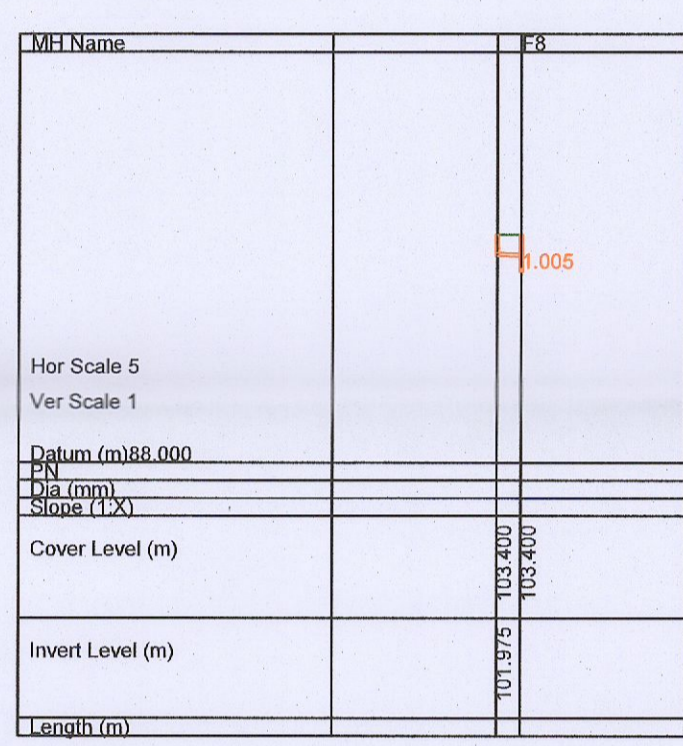 MH Name F8
1.005
Hor Scale 5
Ver Scale 1
Datum (m)88.000
PN
Dia (mm)
Slope (1:X)
Cover Level (m) 103.400 103.400
Invert Level (m) 101.975
Length (m)